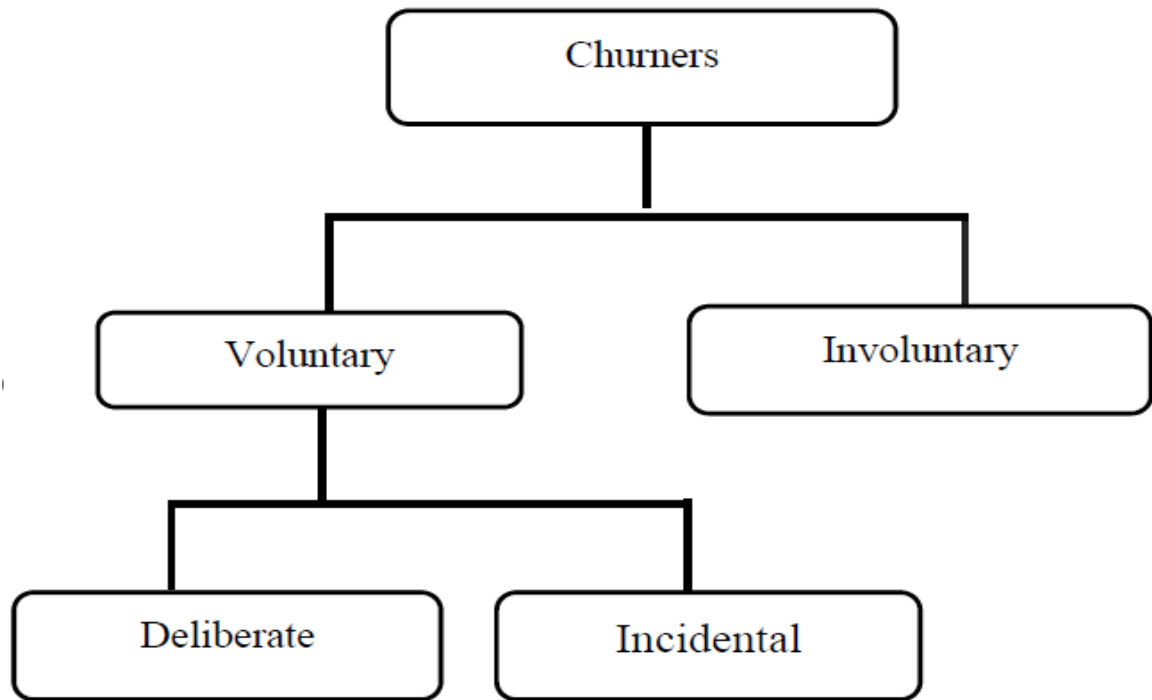 Churners
Voluntary
Involuntary
Deliberate
Incidental